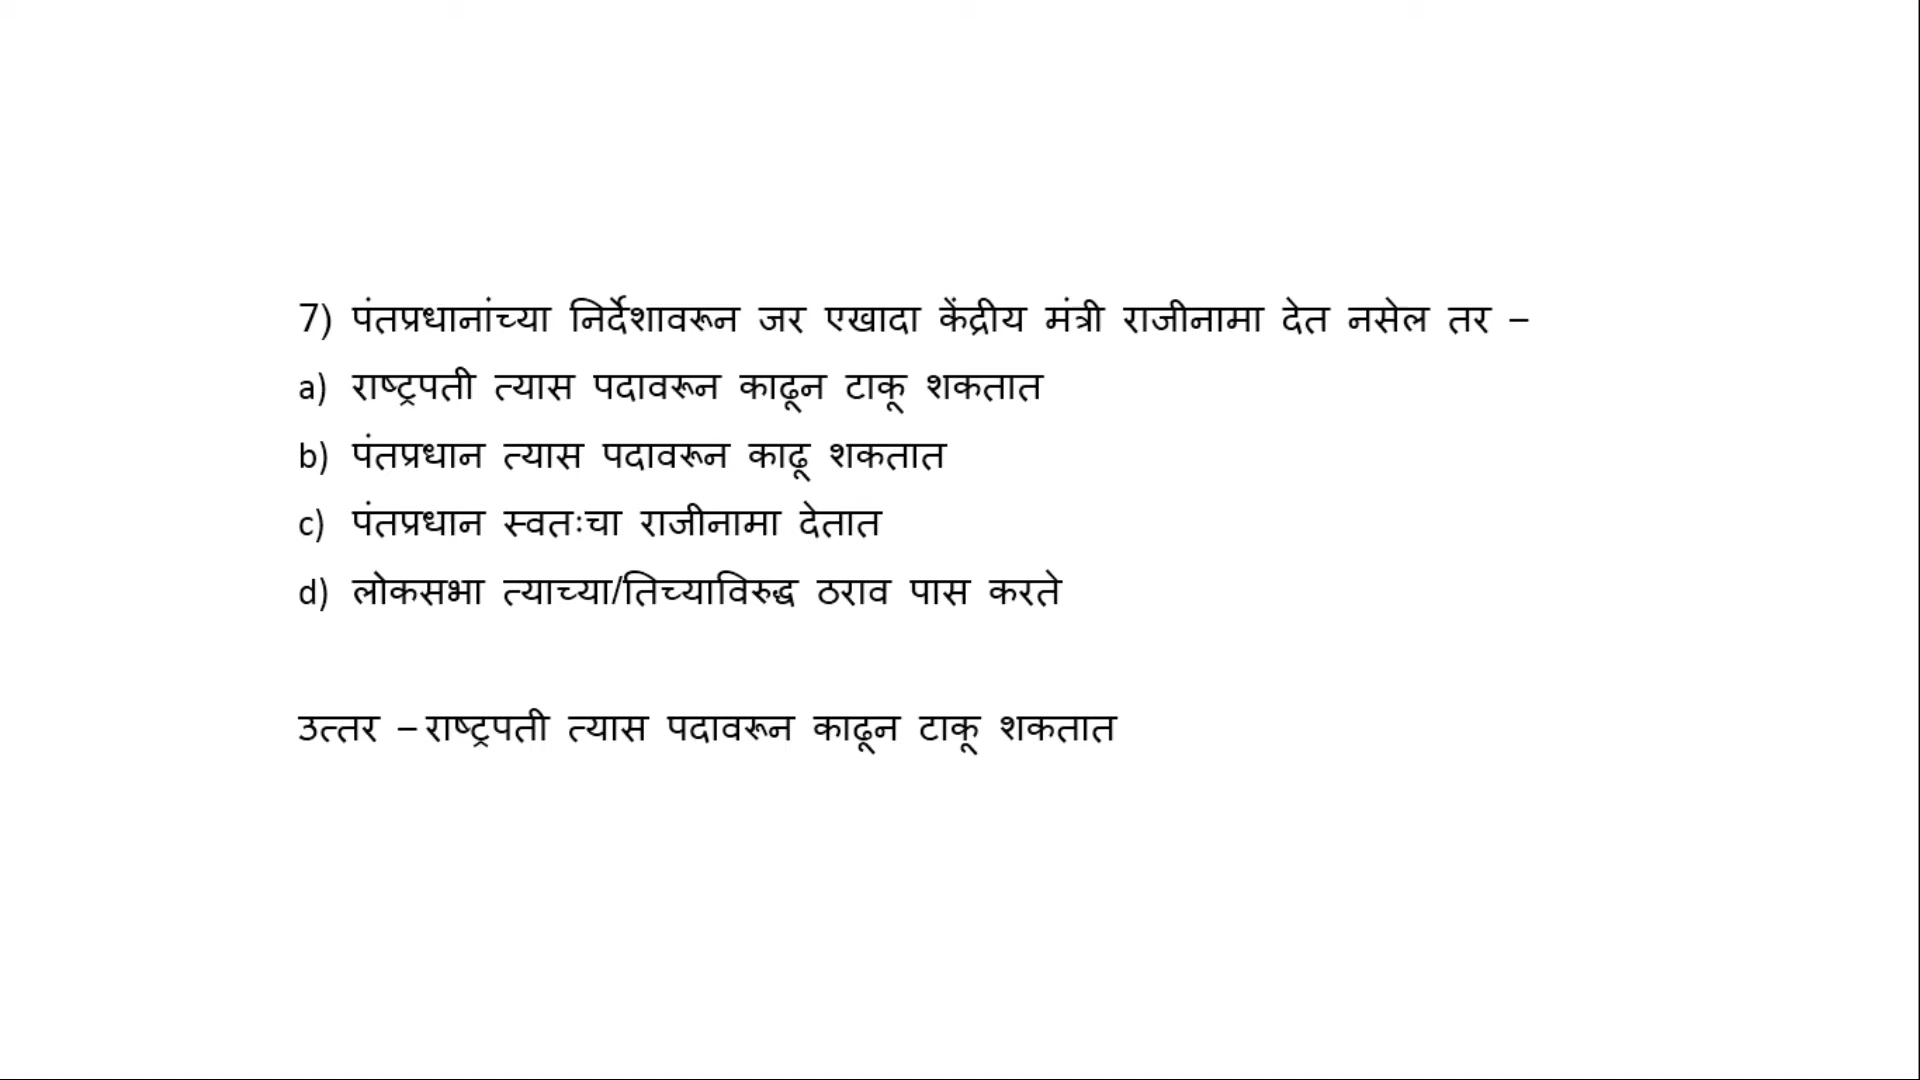 7) पंतप्रधानांच्या निर्देशावरून जर एखादा केंद्रीय मंत्री राजीनामा देत नसेल तर –
a) राष्ट्रपती त्यास पदावरून काढून टाकू शकतात
b) पंतप्रधान त्यास पदावरून काढू शकतात
c) पंतप्रधान स्वतःचा राजीनामा देतात
d) लोकसभा त्याच्या/तिच्याविरुद्ध ठराव पास करते
उत्तर – राष्ट्रपती त्यास पदावरून काढून टाकू शकतात